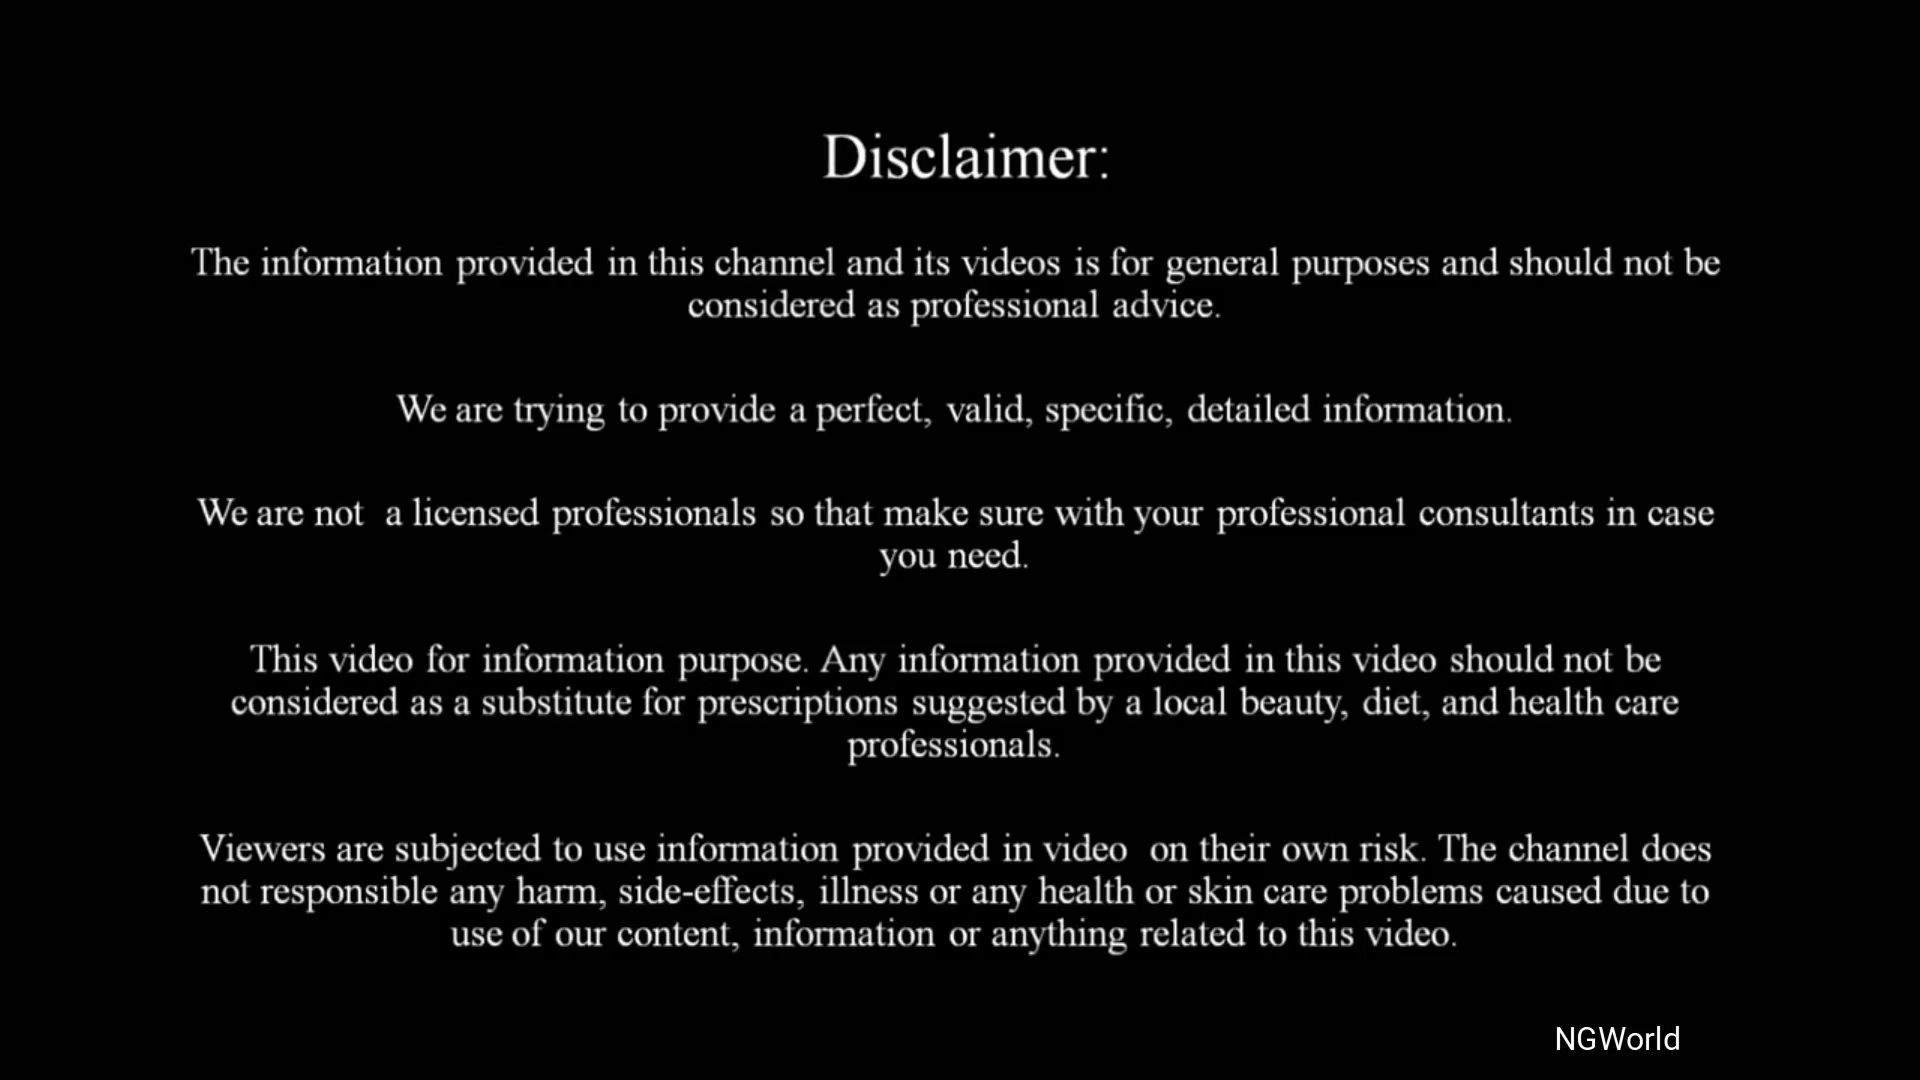 Disclaimer:
The information provided in this channel and its videos is for general purposes and should not be
considered as professional advice.
We are trying to provide a perfect, valid, specific, detailed information.
We are not  a licensed professionals so that make sure with your professional consultants in case
you need.
This video for information purpose. Any information provided in this video should not be
considered as a substitute for prescriptions suggested by a local beauty, diet, and health care
professionals.
Viewers are subjected to use information provided in video  on their own risk. The channel does
not responsible any harm, side-effects, illness or any health or skin care problems caused due to
use of our content, information or anything related to this video.
NGWorld